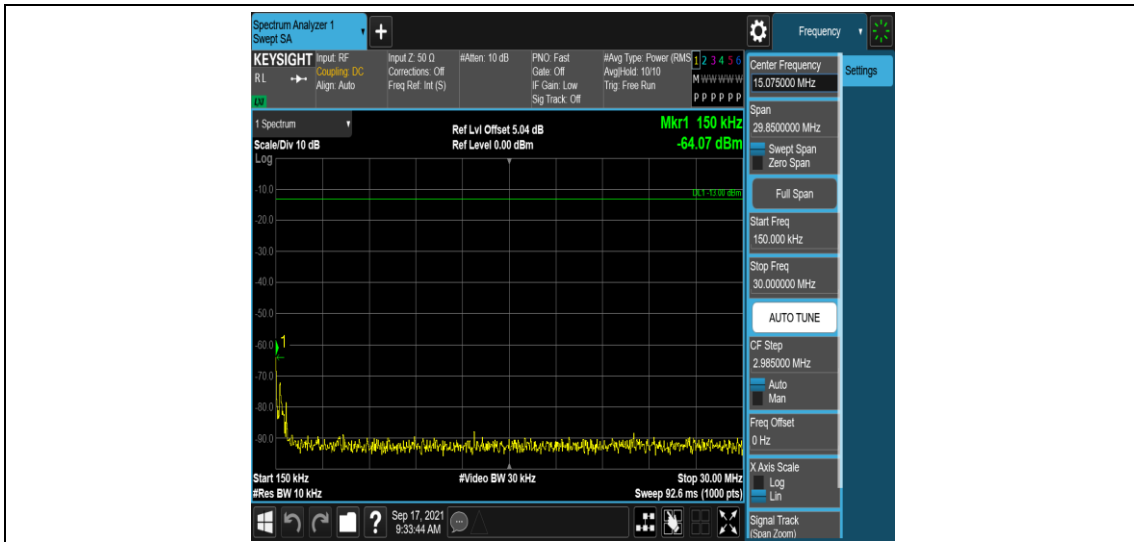 Spectrum Analyzer 1
Swept SA
+
Frequency
KEYSIGHT
RL
LXI
Input: RF
Coupling: DC
Align: Auto
Input Z: 50 Ω
Corrections: Off
Freq Ref: Int (S)
#Atten: 10 dB
PNO: Fast
Gate: Off
IF Gain: Low
Sig Track: Off
#Avg Type: Power (RMS
Avg|Hold: 10/10
Trig: Free Run
1 2 3 4 5 6
M W W W W W
P P P P P P
1 Spectrum
Scale/Div 10 dB
Ref Lvl Offset 5.04 dB
Ref Level 0.00 dBm
Mkr1 150 kHz
-64.07 dBm
Log
DL1 -13.00 dBm
-10.0
-20.0
-30.0
-40.0
-50.0
-60.0
1
-70.0
-80.0
-90.0
Start 150 kHz
#Res BW 10 kHz
#Video BW 30 kHz
Stop 30.00 MHz
Sweep 92.6 ms (1000 pts)
?
Sep 17, 2021
9:33:44 AM
Center Frequency
15.075000 MHz
Settings
Span
29.8500000 MHz
Swept Span
Zero Span
Full Span
Start Freq
150.000 kHz
Stop Freq
30.000000 MHz
AUTO TUNE
CF Step
2.985000 MHz
Auto
Man
Freq Offset
0 Hz
X Axis Scale
Log
Lin
Signal Track
(Span Zoom)